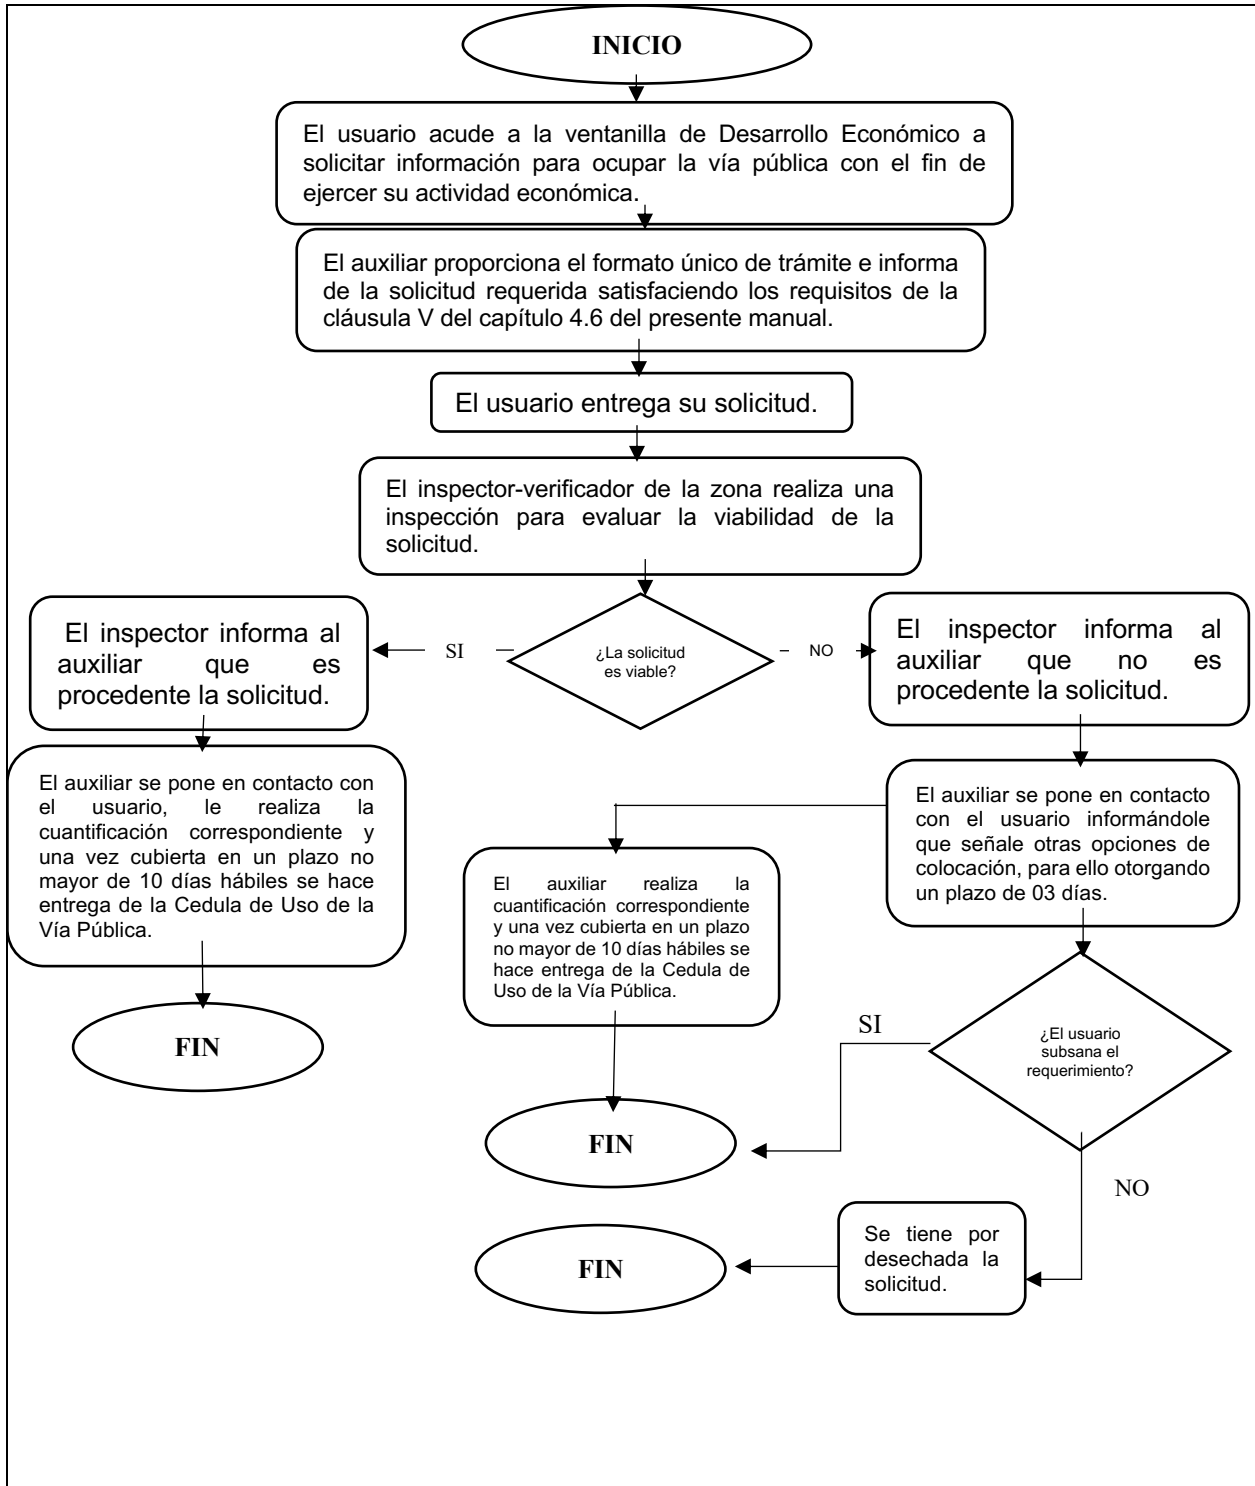 INICIO
El usuario acude a la ventanilla de Desarrollo Económico a
solicitar información para ocupar la vía pública con el fin de
ejercer su actividad económica.
El auxiliar proporciona el formato único de trámite e informa
de la solicitud requerida satisfaciendo los requisitos de la
cláusula V del capítulo 4.6 del presente manual.
El usuario entrega su solicitud.
El inspector-verificador de la zona realiza una
inspección para evaluar la viabilidad de la
solicitud.
¿La solicitud
es viable?
SI
NO
El inspector informa al
auxiliar que es
procedente la solicitud.
El inspector informa al
auxiliar que no es
procedente la solicitud.
El auxiliar se pone en contacto con
el usuario, le realiza la
cuantificación correspondiente y
una vez cubierta en un plazo no
mayor de 10 días hábiles se hace
entrega de la Cedula de Uso de la
Vía Pública.
FIN
El auxiliar se pone en contacto
con el usuario informándole
que señale otras opciones de
colocación, para ello otorgando
un plazo de 03 días.
El auxiliar realiza la
cuantificación correspondiente
y una vez cubierta en un plazo
no mayor de 10 días hábiles se
hace entrega de la Cedula de
Uso de la Vía Pública.
¿El usuario
subsana el
requerimiento?
SI
FIN
NO
Se tiene por
desechada la
solicitud.
FIN